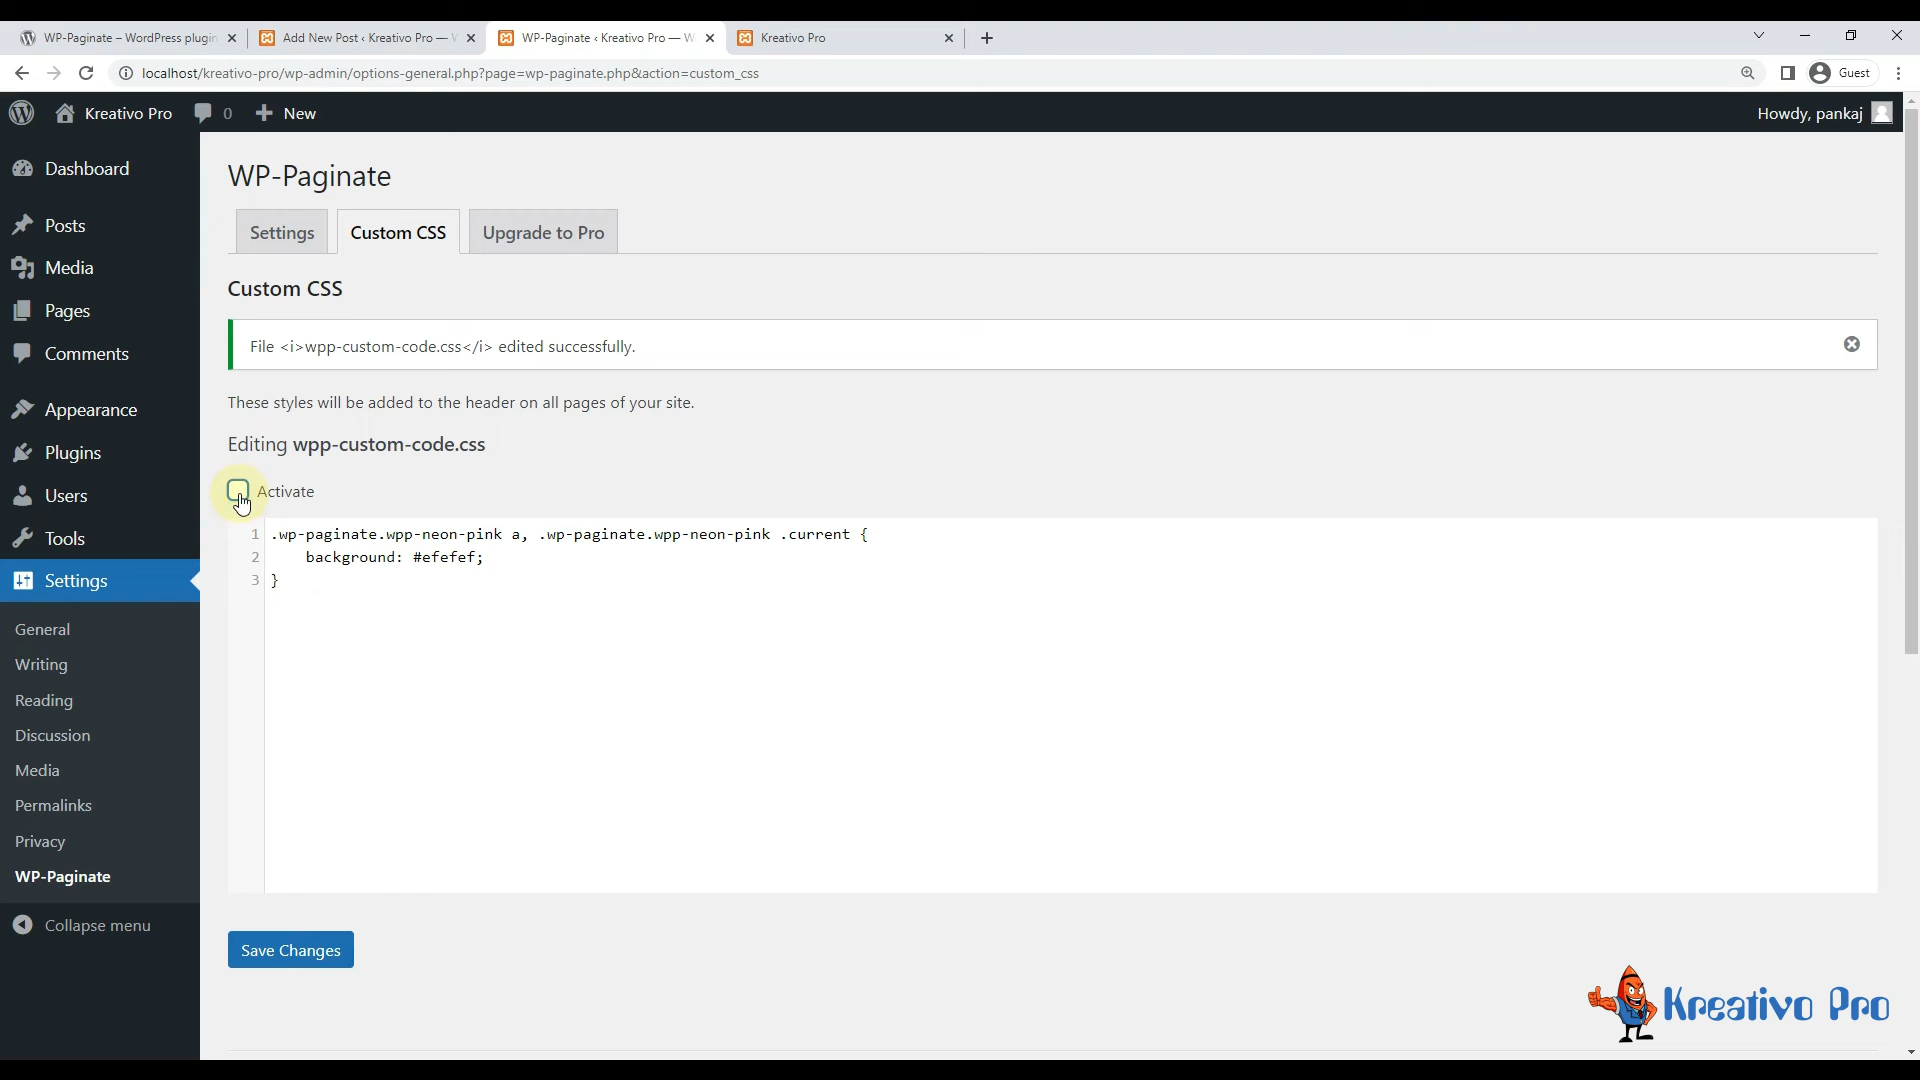 WP-Paginate – WordPress plugin
Add New Post ‹ Kreativo Pro —
WP-Paginate ‹ Kreativo Pro — W
Kreativo Pro
localhost/kreativo-pro/wp-admin/options-general.php?page=wp-paginate.php&action=custom_css
Guest
Kreativo Pro
0
New
Howdy, pankaj
Dashboard
Posts
Media
Pages
Comments
Appearance
Plugins
Users
Tools
Settings
General
Writing
Reading
Discussion
Media
Permalinks
Privacy
WP-Paginate
Collapse menu
WP-Paginate
Settings
Custom CSS
Upgrade to Pro
Custom CSS
File <i>wpp-custom-code.css</i> edited successfully.
These styles will be added to the header on all pages of your site.
Editing wpp-custom-code.css
Activate
1 .wp-paginate.wpp-neon-pink a, .wp-paginate.wpp-neon-pink .current {
2 background: #efefef;
3 }
Save Changes
Kreativo Pro